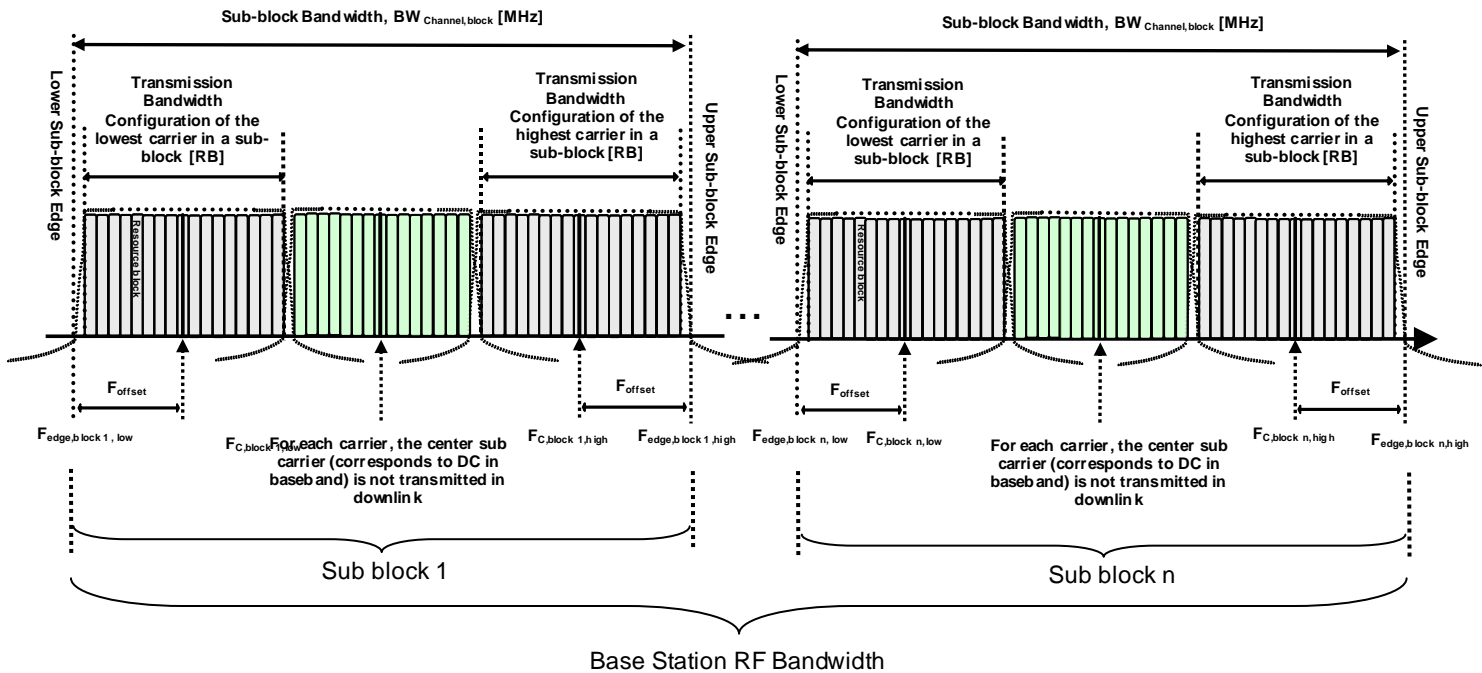 Sub-block Bandwidth, BW Channel,block [MHz]
Lower Sub-block Edge
Transmission
Bandwidth
Configuration of the
lowest carrier in a sub-
block [RB]
Transmission
Bandwidth
Configuration of the
highest carrier in a
sub-block [RB]
Upper Sub-block Edge
Resource block
Foffset
Foffset
Fedge,block 1, low
FC,block 1,low
FC,block 1,high
Fedge,block 1,high
For each carrier, the center sub
carrier (corresponds to DC in
baseband) is not transmitted in
downlink
Sub block 1
...
Sub-block Bandwidth, BW Channel,block [MHz]
Lower Sub-block Edge
Transmission
Bandwidth
Configuration of the
lowest carrier in a
sub-block [RB]
Transmission
Bandwidth
Configuration of the
highest carrier in a
sub-block [RB]
Upper Sub-block Edge
Resource block
Foffset
Foffset
Fedge,block n, low
FC,block n,low
FC,block n,high
Fedge,block n,high
For each carrier, the center sub
carrier (corresponds to DC in
baseband) is not transmitted in
downlink
Sub block n
Base Station RF Bandwidth